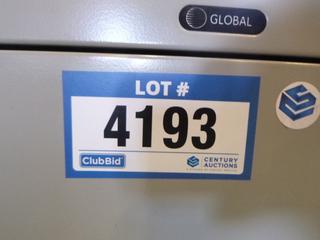 GLOBAL
LOT #
4193
ClubBid
CENTURY
AUCTIONS